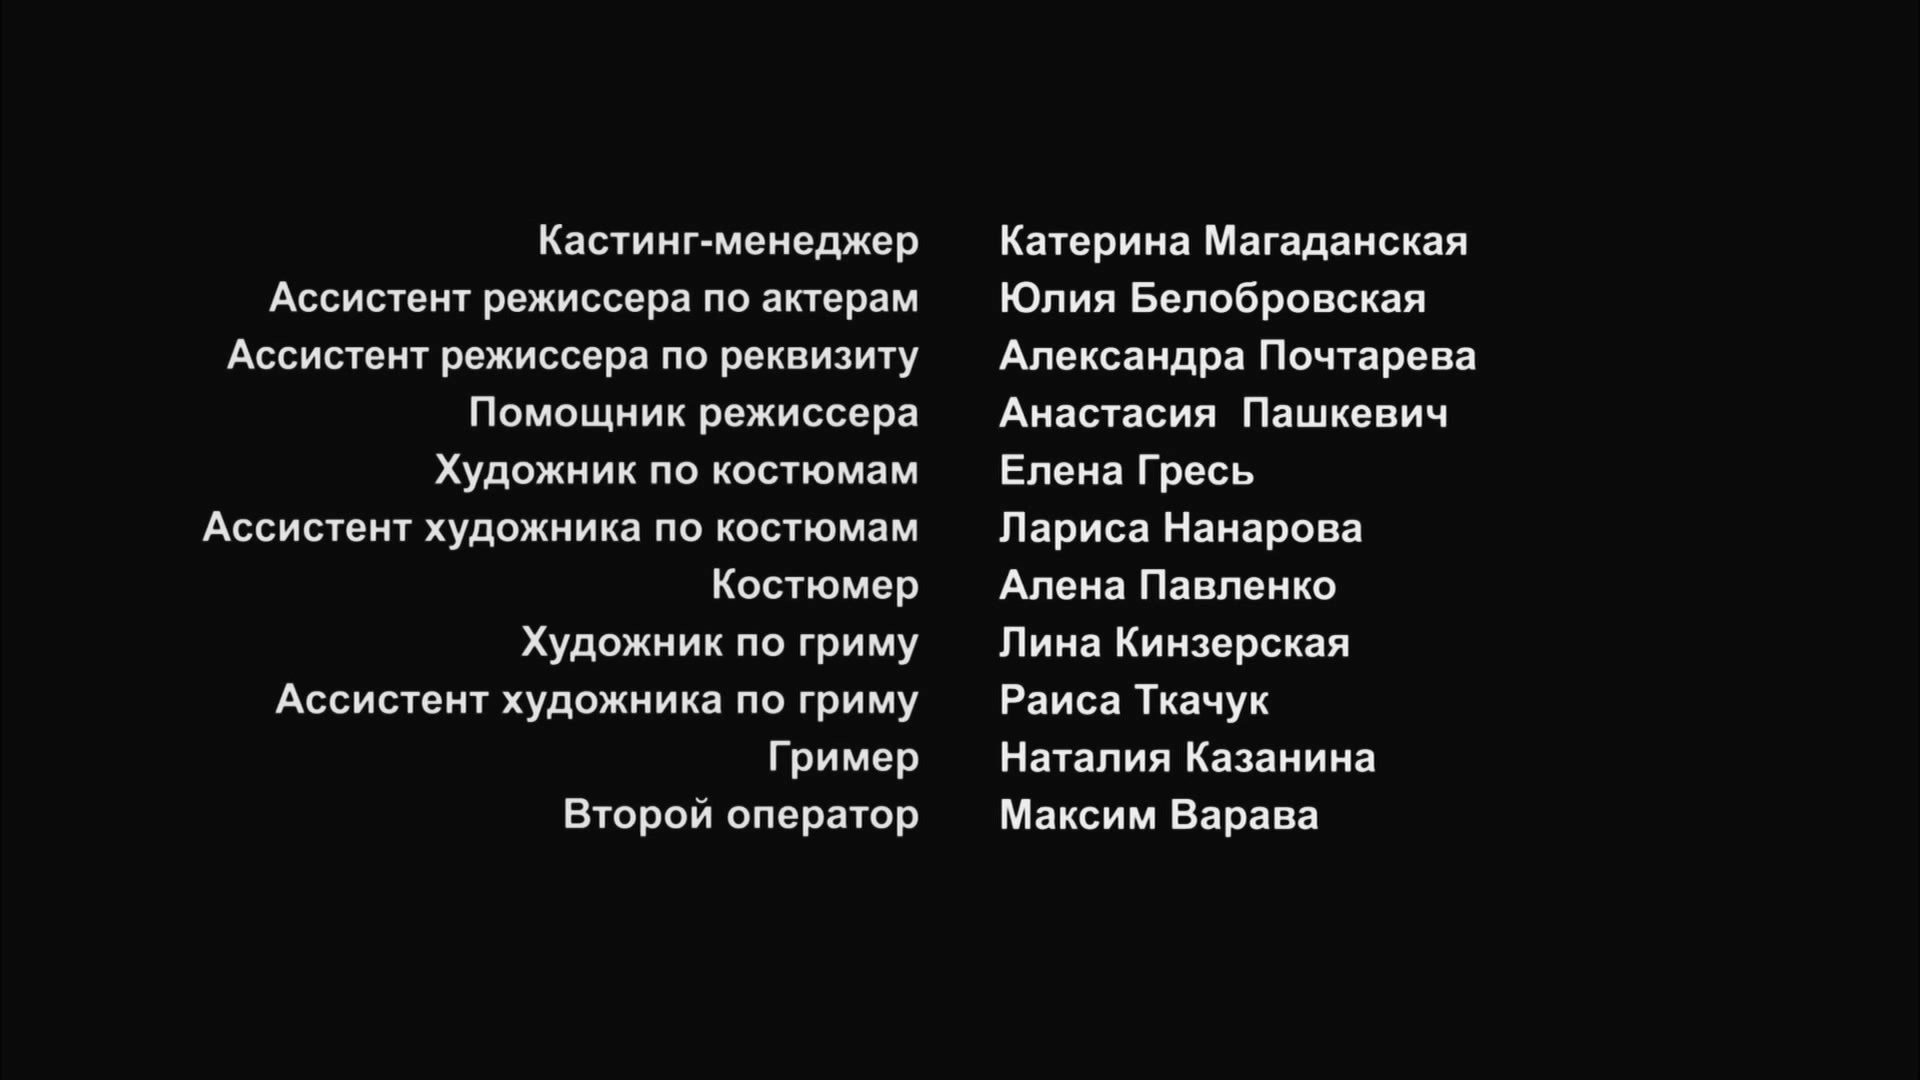 Кастинг-менеджер Катерина Магаданская
Ассистент режиссера по актерам Юлия Белобровская
Ассистент режиссера по реквизиту Александра Почтарева
Помощник режиссера Анастасия  Пашкевич
Художник по костюмам Елена Гресь
Ассистент художника по костюмам Лариса Нанарова
Костюмер Алена Павленко
Художник по гриму Лина Кинзерская
Ассистент художника по гриму Раиса Ткачук
Гример Наталия Казанина
Второй оператор Максим Варава